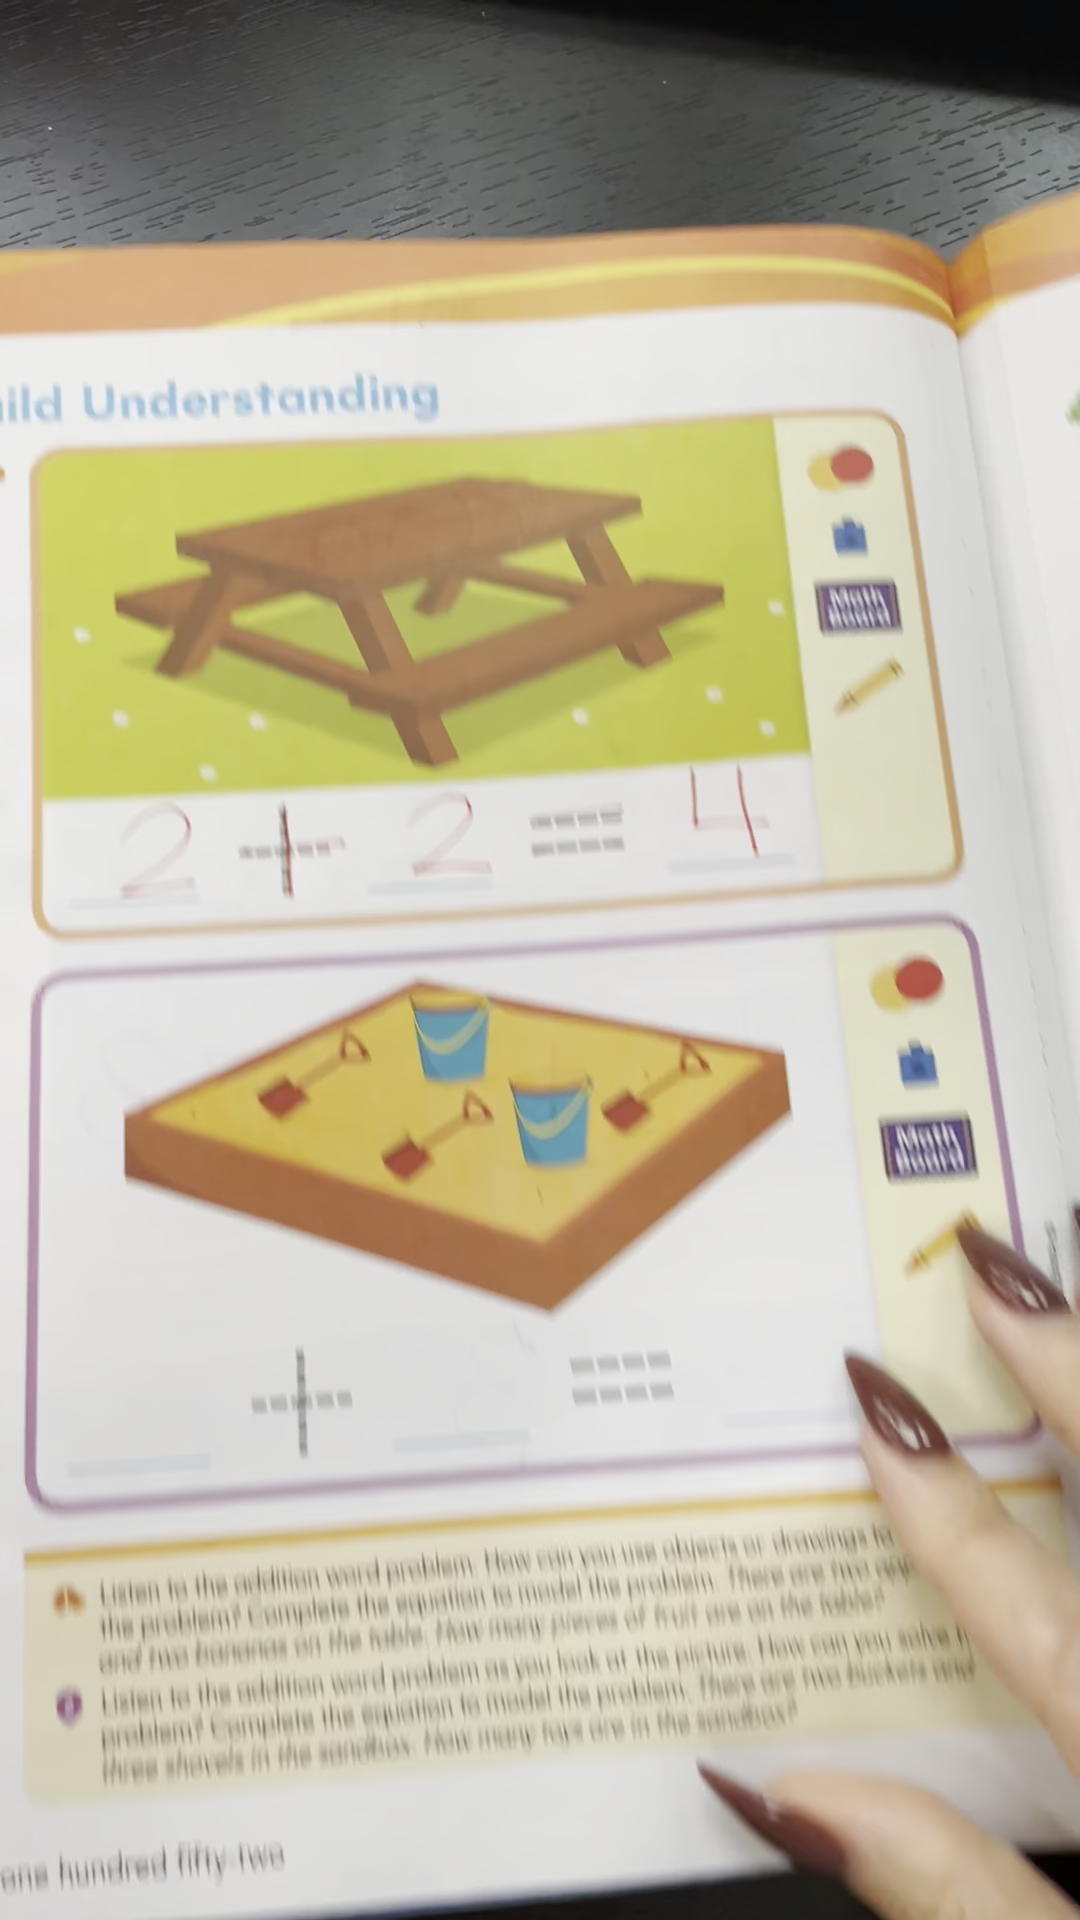 ild Understanding
Math
Board
2 + 2 = 4
Math
Board
+ =
Listen to the addition word problem. How can you use objects or drawings to
the problem? Complete the equation to model the problem. There are two
and two bananas on the table. How many pieces of fruit are on the table?
Listen to the addition word problem as you look at the picture. How can you solve
problem? Complete the equation to model the problem. There are two buckets and
three shovels in the sandbox. How many toys are in the sandbox?
one hundred fifty-two